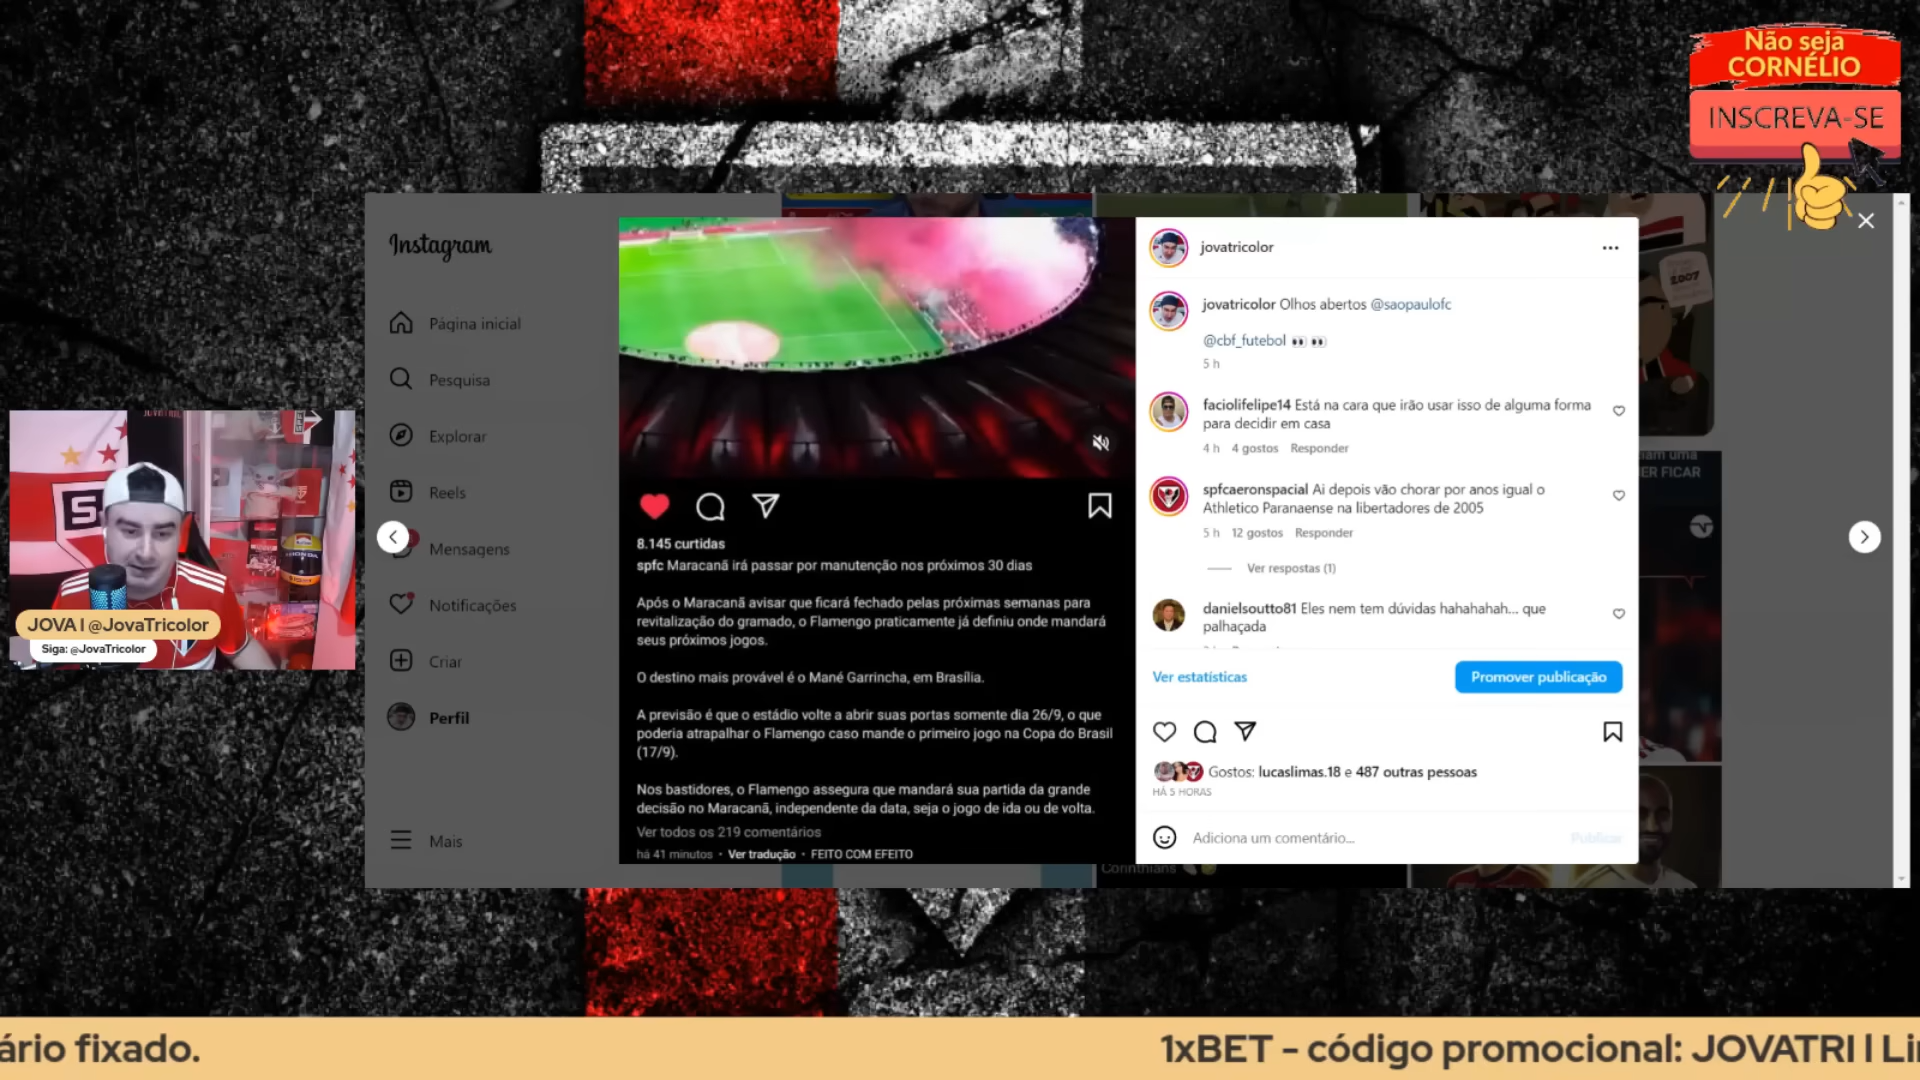 Não seja
CORNÉLIO
INSCREVA-SE
Instagram
Página inicial
Pesquisa
Explorar
Reels
Mensagens
Notificações
Criar
Perfil
Mais
JOVA | @JovaTricolor
Siga: @JovaTricolor
8.145 curtidas
spfc Maracanã irá passar por manutenção nos próximos 30 dias
Após o Maracanã avisar que ficará fechado pelas próximas semanas para
revitalização do gramado, o Flamengo praticamente já definiu onde mandará
seus próximos jogos.
O destino mais provável é o Mané Garrincha, em Brasília.
A previsão é que o estádio volte a abrir suas portas somente dia 26/9, o que
poderia atrapalhar o Flamengo caso mande o primeiro jogo na Copa do Brasil
(17/9).
Nos bastidores, o Flamengo assegura que mandará sua partida da grande
decisão no Maracanã, independente da data, seja o jogo de ida ou de volta.
Ver todos os 219 comentários
há 41 minutos • Ver tradução • FEITO COM EFEITO
jovatricolor
jovatricolor Olhos abertos @saopaulofc
@cbf_futebol 👀 👀
5 h
faciolifelipe14 Está na cara que irão usar isso de alguma forma
para decidir em casa
4 h 4 gostos Responder
spfcaeronspacial Ai depois vão chorar por anos igual o
Athletico Paranaense na libertadores de 2005
5 h 12 gostos Responder
Ver respostas (1)
danielsoutto81 Eles nem tem dúvidas hahahahah... que
palhaçada
Ver estatísticas
Promover publicação
Gostos: lucaslimas.18 e 487 outras pessoas
HÁ 5 HORAS
Adiciona um comentário...
Publicar
2007
ER FICAR
Corinthians
ário fixado.
1xBET - código promocional: JOVATRI | Li